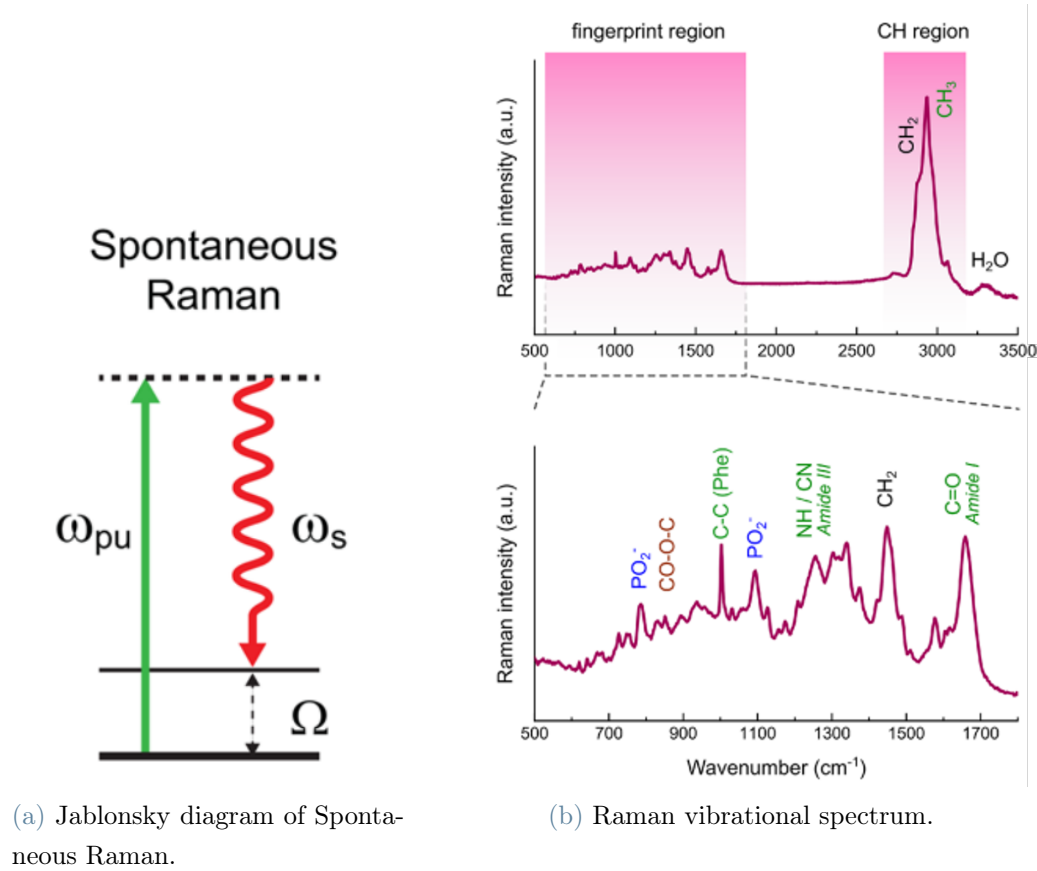 Spontaneous
Raman
ωpu
ωs
Ω
(a) Jablonsky diagram of Sponta-
neous Raman.
fingerprint region
CH region
Raman intensity (a.u.)
CH₂
CH₃
H₂O
500 1000 1500 2000 2500 3000 3500
Raman intensity (a.u.)
PO₂⁻
CO-O-C
C-C (Phe)
PO₂⁻
NH / CN
Amide III
CH₂
C=O
Amide I
500 700 900 1100 1300 1500 1700
Wavenumber (cm⁻¹)
(b) Raman vibrational spectrum.